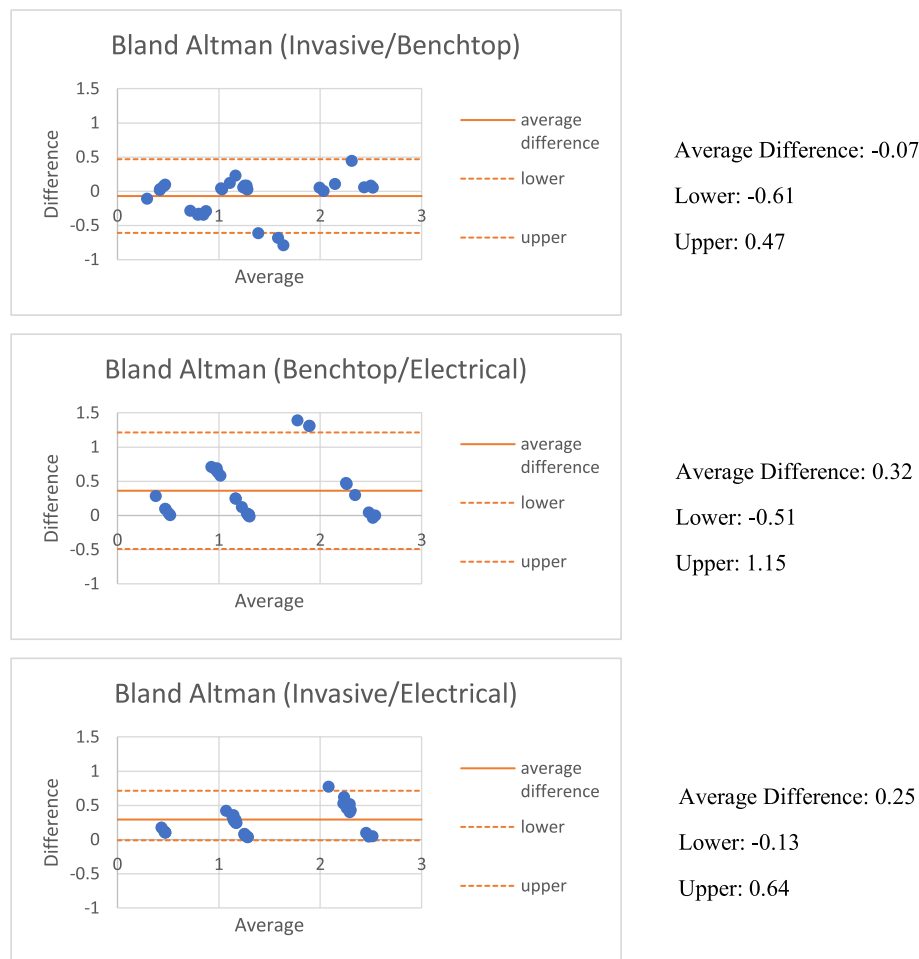 Bland Altman (Invasive/Benchtop)
1.5
1
0.5
0
-0.5
-1
0
1
2
3
Difference
Average
average
difference
lower
upper
Average Difference: -0.07
Lower: -0.61
Upper: 0.47
Bland Altman (Benchtop/Electrical)
1.5
1
0.5
0
-0.5
-1
0
1
2
3
Difference
Average
average
difference
lower
upper
Average Difference: 0.32
Lower: -0.51
Upper: 1.15
Bland Altman (Invasive/Electrical)
1.5
1
0.5
0
-0.5
-1
0
1
2
3
Difference
Average
average
difference
lower
upper
Average Difference: 0.25
Lower: -0.13
Upper: 0.64